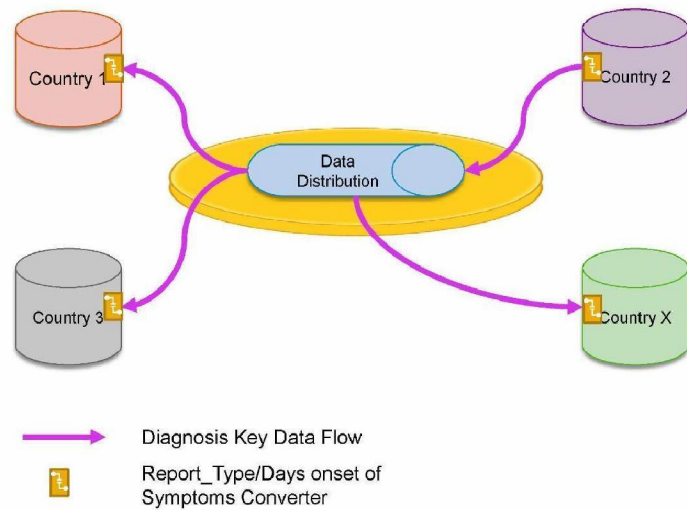 Country 1
Country 2
Data
Distribution
Country 3
Country X
Diagnosis Key Data Flow
Report_Type/Days onset of
Symptoms Converter